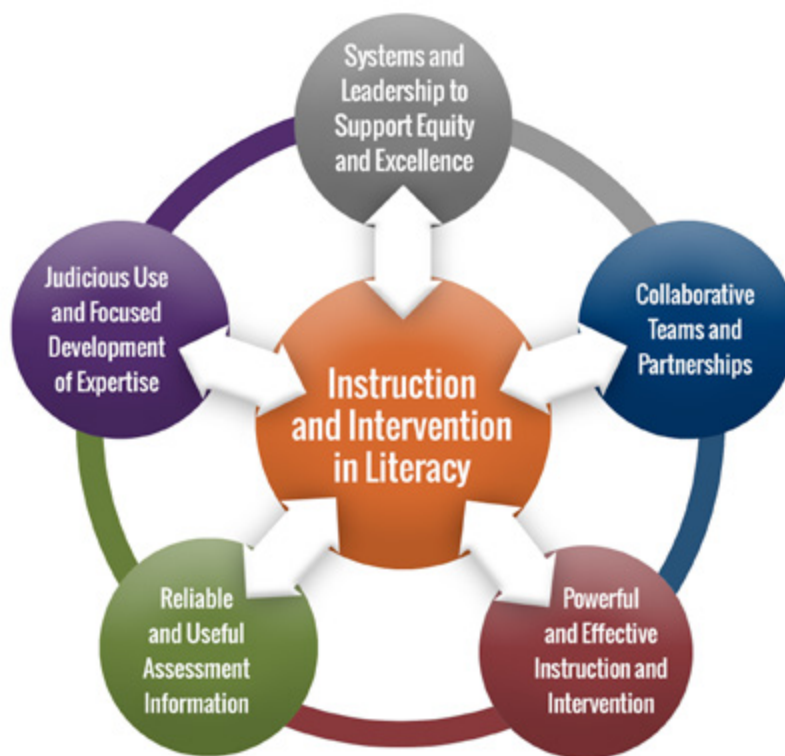 Systems and
Leadership to
Support Equity
and Excellence
Judicious Use
and Focused
Development
of Expertise
Collaborative
Teams and
Partnerships
Instruction
and Intervention
in Literacy
Reliable
and Useful
Assessment
Information
Powerful
and Effective
Instruction and
Intervention